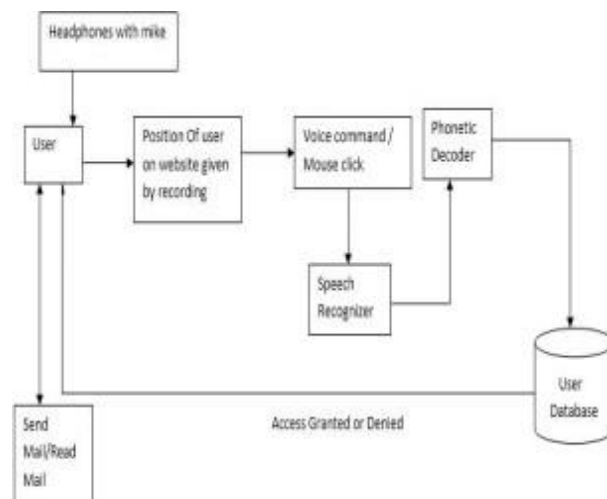 Headphones with mike
User
Position Of user
on website given
by recording
Voice command /
Mouse click
Phonetic
Decoder
Speech
Recognizer
User
Database
Access Granted or Denied
Send
Mail/Read
Mail